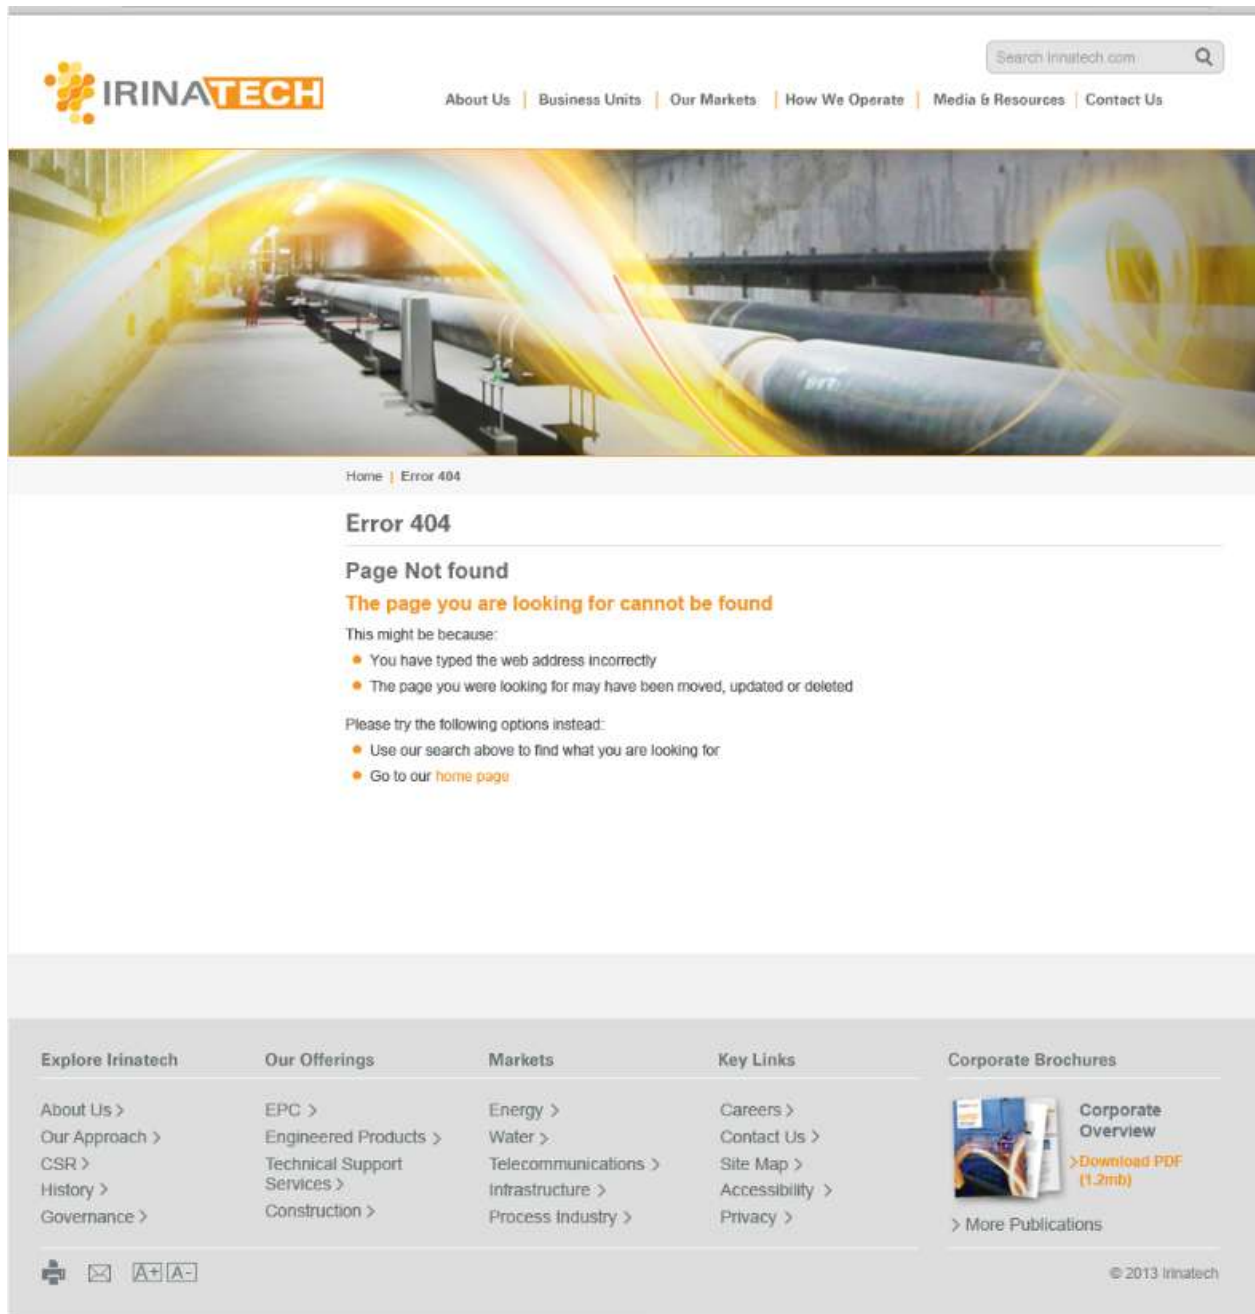 Search Irinatech.com
IRINATECH
About Us | Business Units | Our Markets | How We Operate | Media & Resources | Contact Us
Home | Error 404
Error 404
Page Not found
The page you are looking for cannot be found
This might be because:
You have typed the web address incorrectly
The page you were looking for may have been moved, updated or deleted
Please try the following options instead:
Use our search above to find what you are looking for
Go to our home page
Explore Irinatech
About Us >
Our Approach >
CSR >
History >
Governance >
Our Offerings
EPC >
Engineered Products >
Technical Support
Services >
Construction >
Markets
Energy >
Water >
Telecommunications >
Infrastructure >
Process Industry >
Key Links
Careers >
Contact Us >
Site Map >
Accessibility >
Privacy >
Corporate Brochures
Corporate
Overview
>Download PDF
(1.2mb)
> More Publications
A+ A-
© 2013 Irinatech